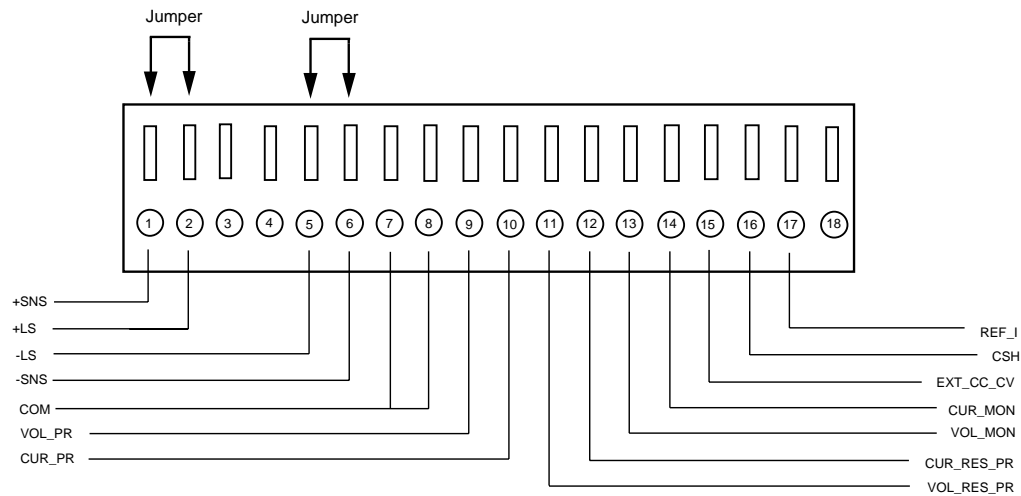 Jumper Jumper
1 2 3 4 5 6 7 8 9 10 11 12 13 14 15 16 17 18
+SNS
+LS
-LS
-SNS
COM
VOL_PR
CUR_PR
REF_I
CSH
EXT_CC_CV
CUR_MON
VOL_MON
CUR_RES_PR
VOL_RES_PR